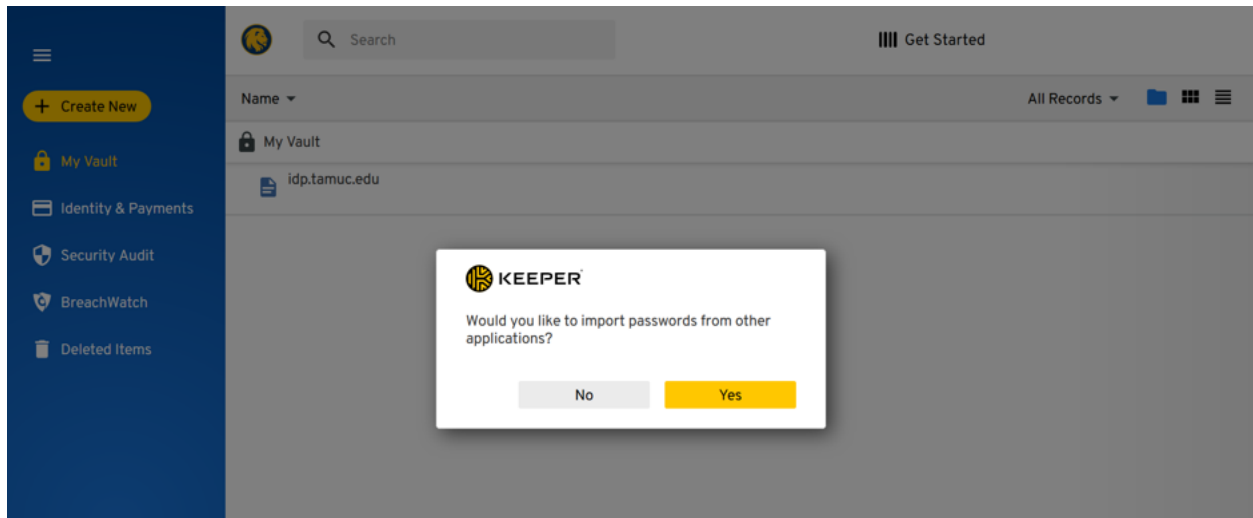 Search
Get Started
Create New
Name
All Records
My Vault
My Vault
idp.tamuc.edu
Identity & Payments
Security Audit
BreachWatch
Deleted Items
KEEPER
Would you like to import passwords from other
applications?
No Yes